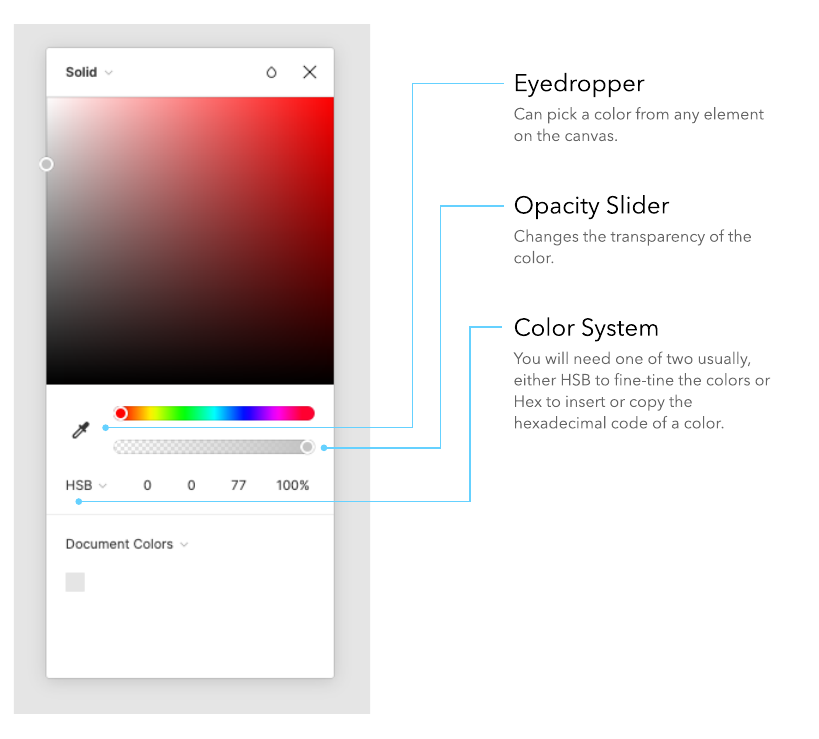 Solid
Eyedropper
Can pick a color from any element
on the canvas.
Opacity Slider
Changes the transparency of the
color.
Color System
You will need one of two usually,
either HSB to fine-tine the colors or
Hex to insert or copy the
hexadecimal code of a color.
HSB 0 0 77 100%
Document Colors